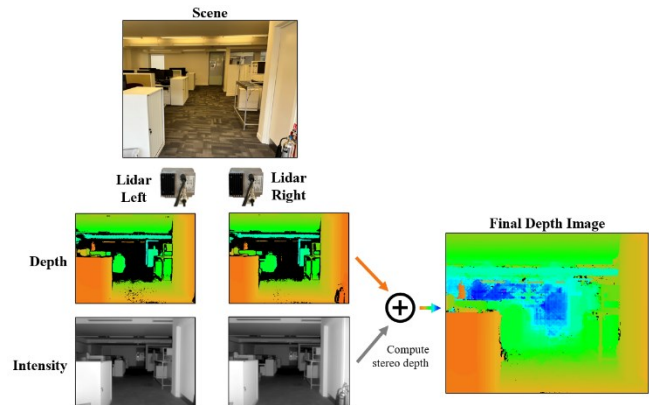 Scene
Lidar
Left
Lidar
Right
Final Depth Image
Depth
Intensity
Compute
stereo depth